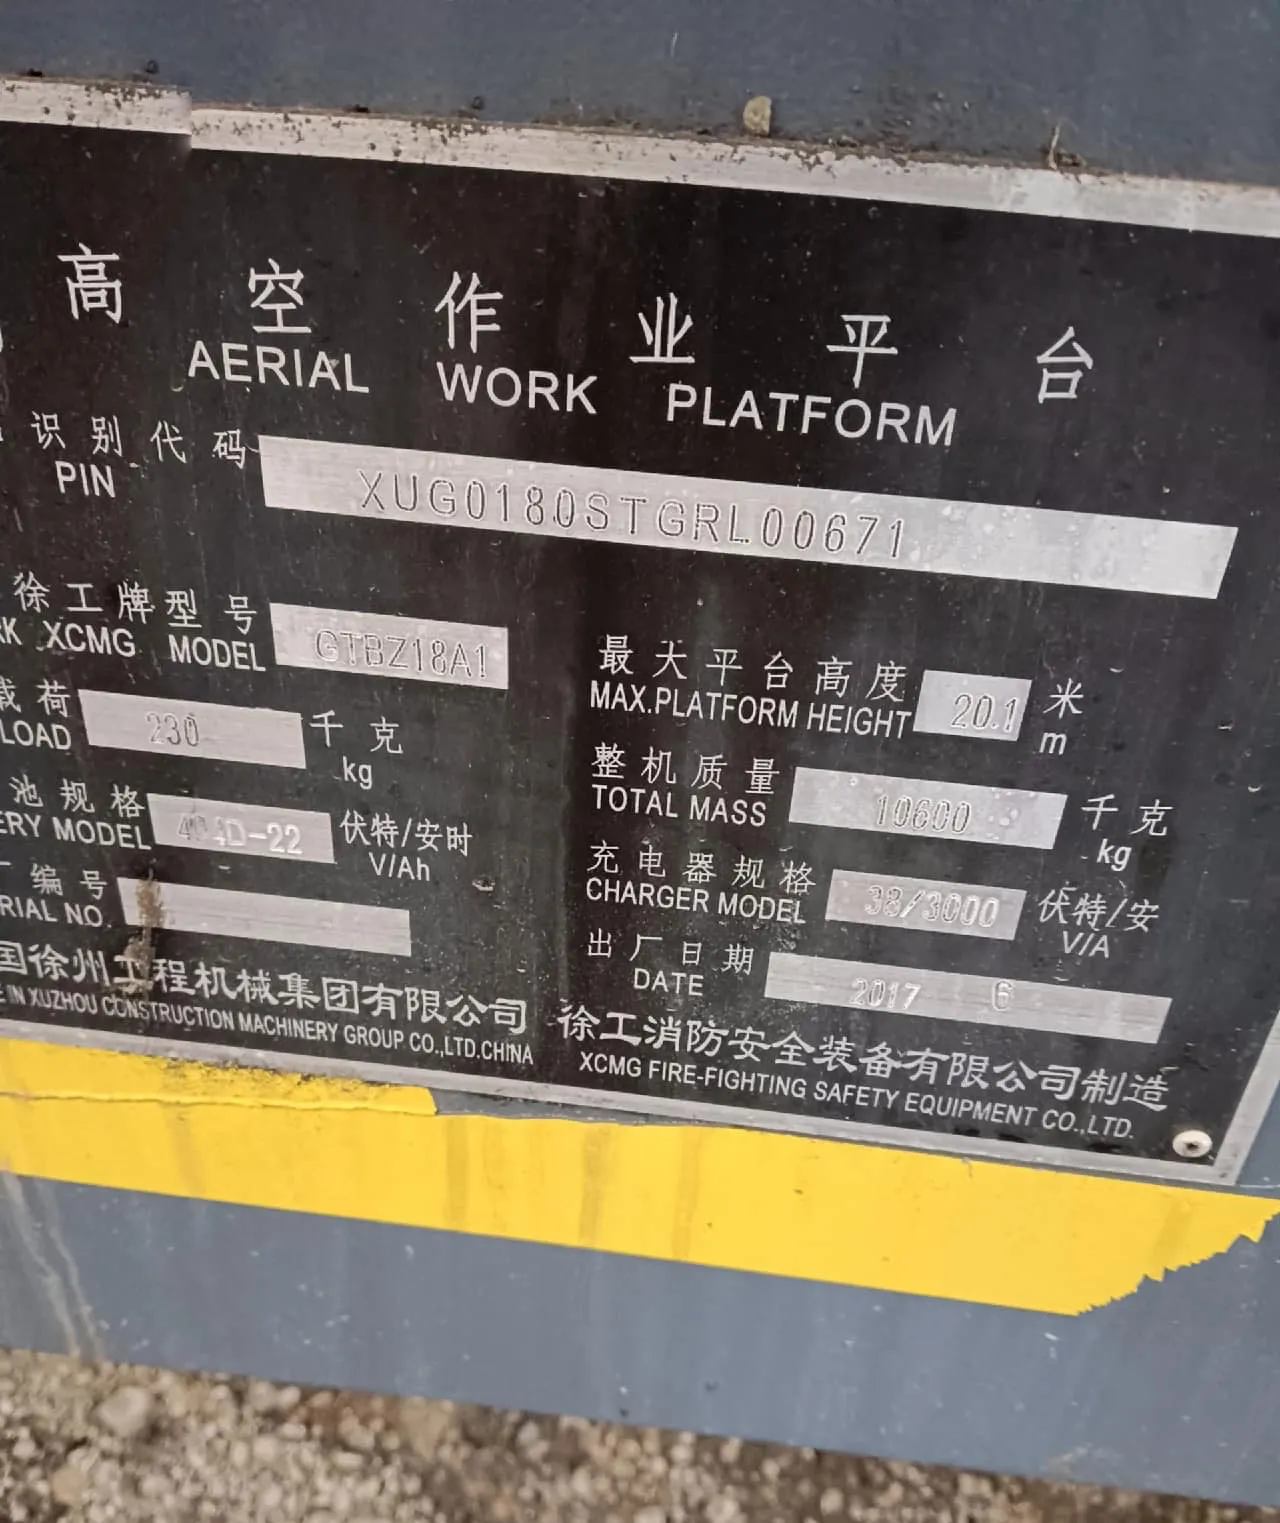 高空作业平台
AERIAL WORK PLATFORM
识别代码
PIN
XUG0180STGRL00671
徐工牌型号
XCMG MODEL
GTBZ18A1
载荷
LOAD
230
千克
kg
池规格
ERY MODEL
D-22
伏特/安时
V/Ah
编号
RIAL NO.
最大平台高度
MAX.PLATFORM HEIGHT
20.1
米
m
整机质量
TOTAL MASS
10600
千克
kg
充电器规格
CHARGER MODEL
38/3000
伏特/安
V/A
出厂日期
DATE
2017 6
国徐州工程机械集团有限公司
IN XUZHOU CONSTRUCTION MACHINERY GROUP CO.,LTD.CHINA
徐工消防安全装备有限公司制造
XCMG FIRE-FIGHTING SAFETY EQUIPMENT CO.,LTD.